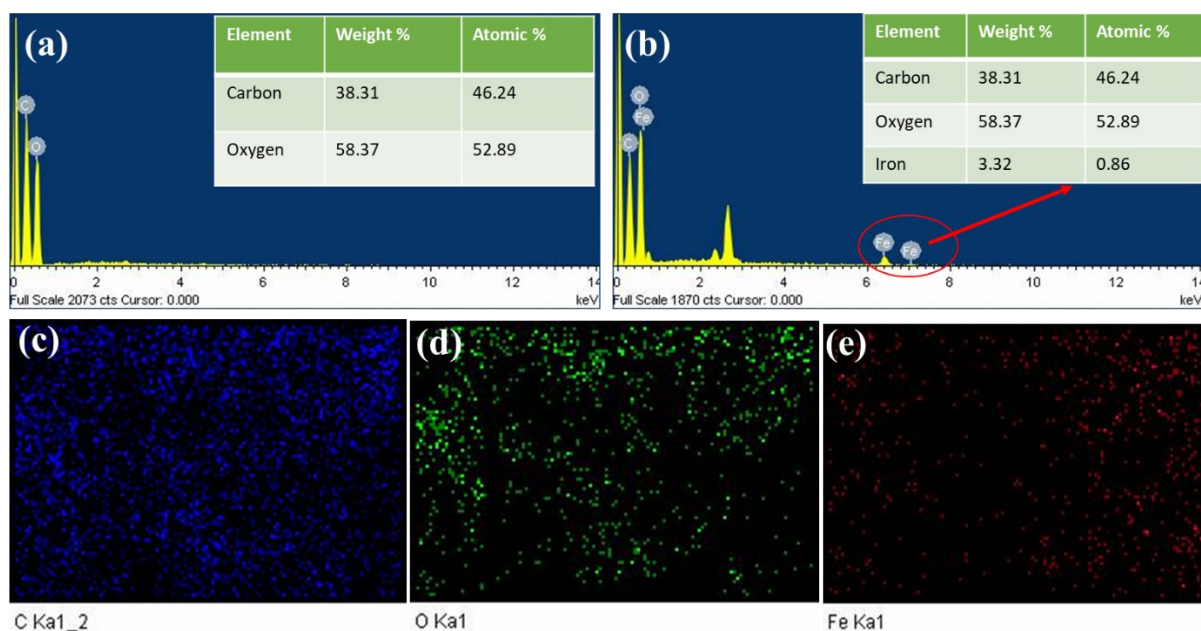 (a)
Element Weight % Atomic %
Carbon 38.31 46.24
Oxygen 58.37 52.89
C
O
0 2 4 6 8 10 12 14
Full Scale 2073 cts Cursor: 0.000 keV
(b)
Element Weight % Atomic %
Carbon 38.31 46.24
Oxygen 58.37 52.89
Iron 3.32 0.86
O
Fe
C
Fe
Fe
0 2 4 6 8 10 12 14
Full Scale 1870 cts Cursor: 0.000 keV
(c)
C Ka1_2
(d)
O Ka1
(e)
Fe Ka1